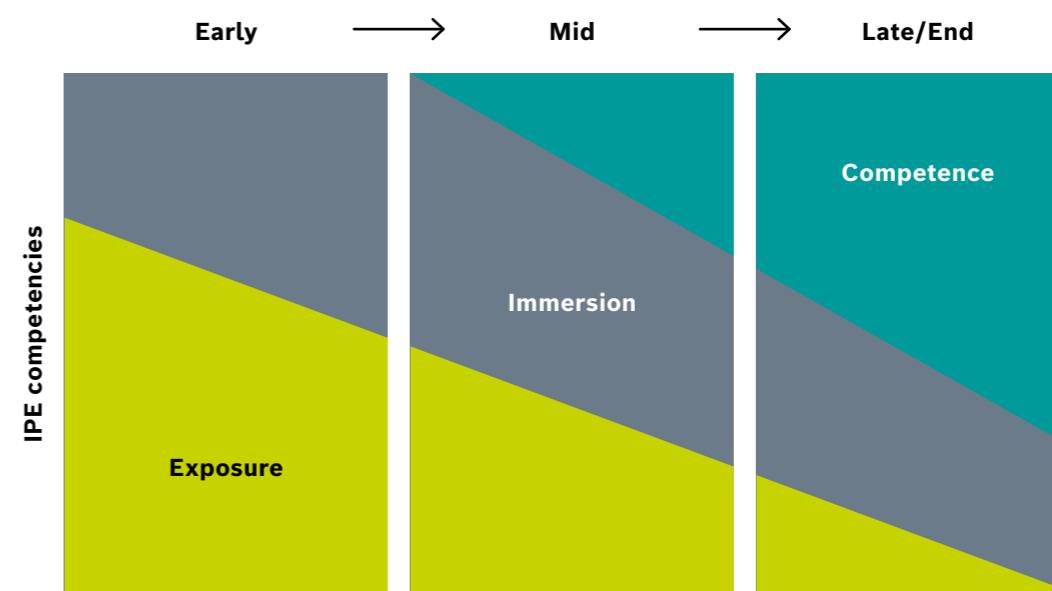 Early
Mid
Late/End
IPE competencies
Competence
Immersion
Exposure